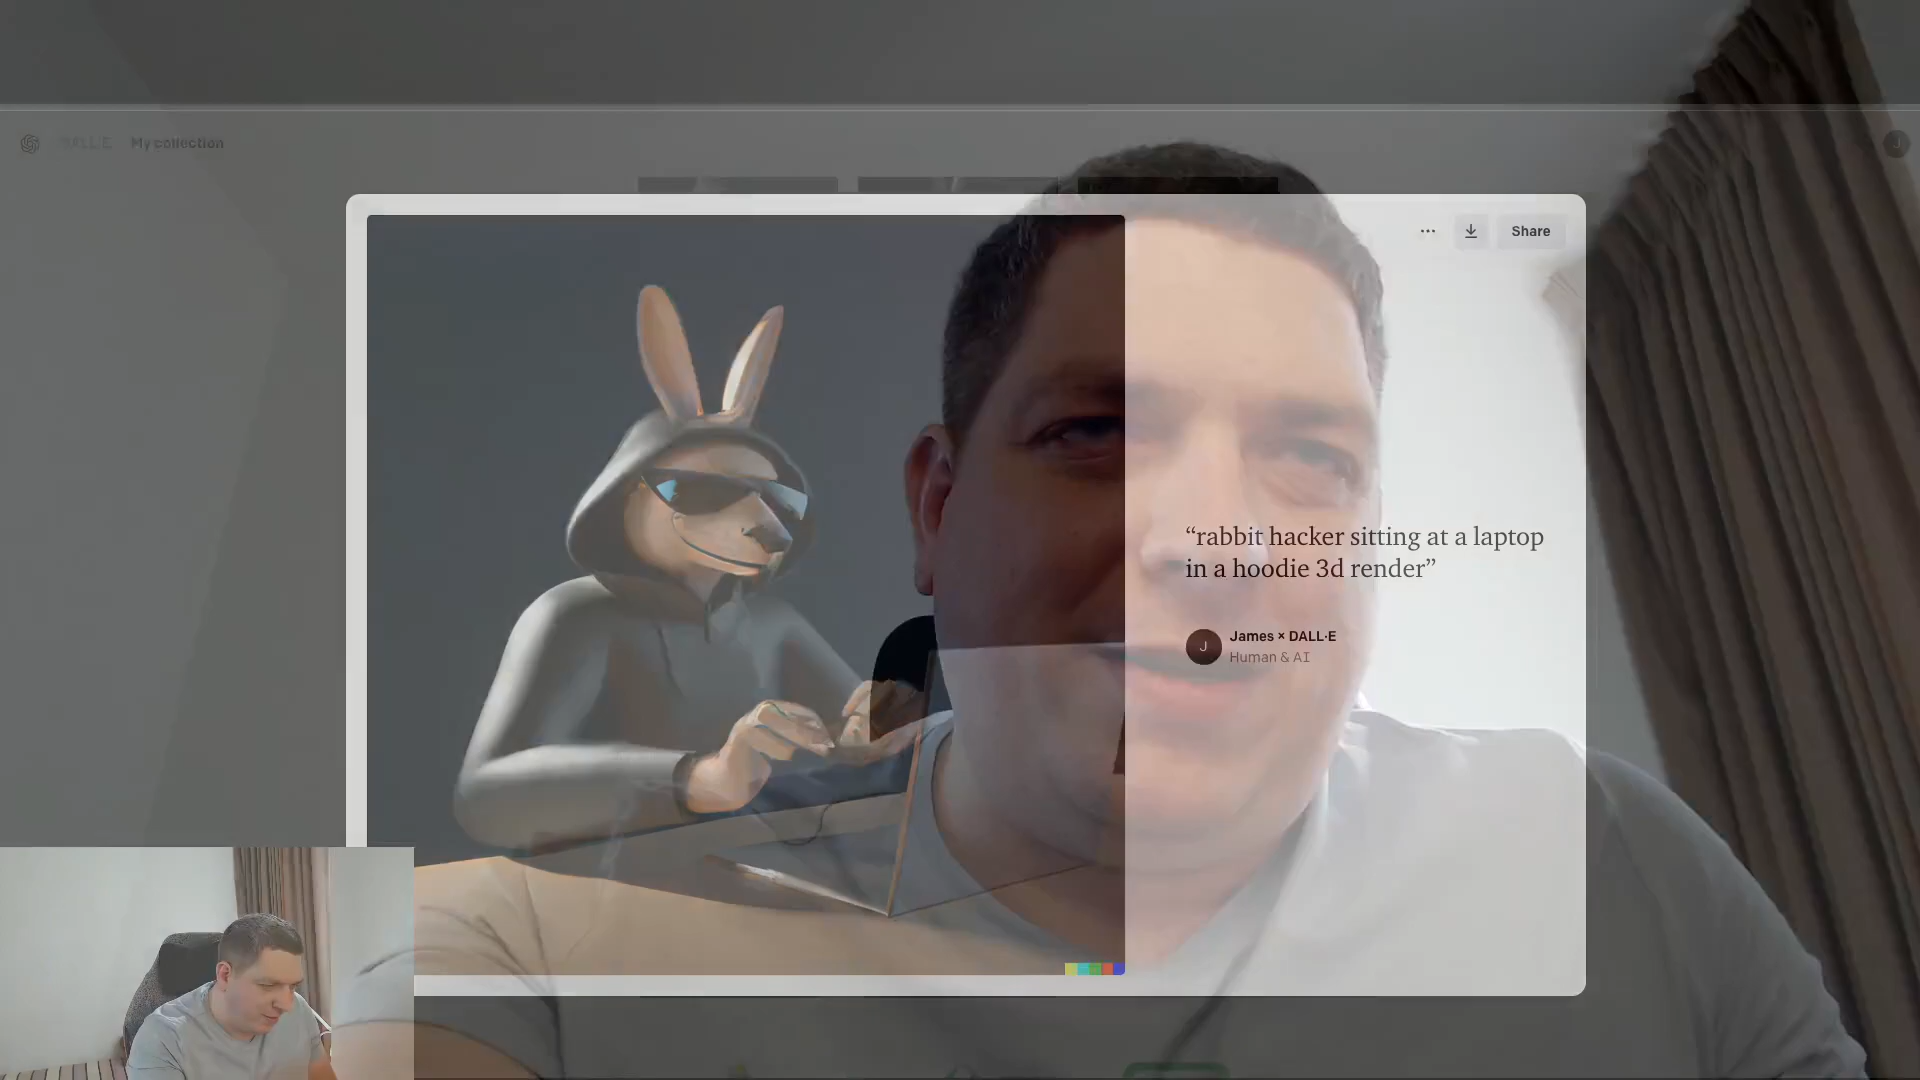 DALL·E My collection
J
Share
“rabbit hacker sitting at a laptop
in a hoodie 3d render”
J
James × DALL·E
Human & AI